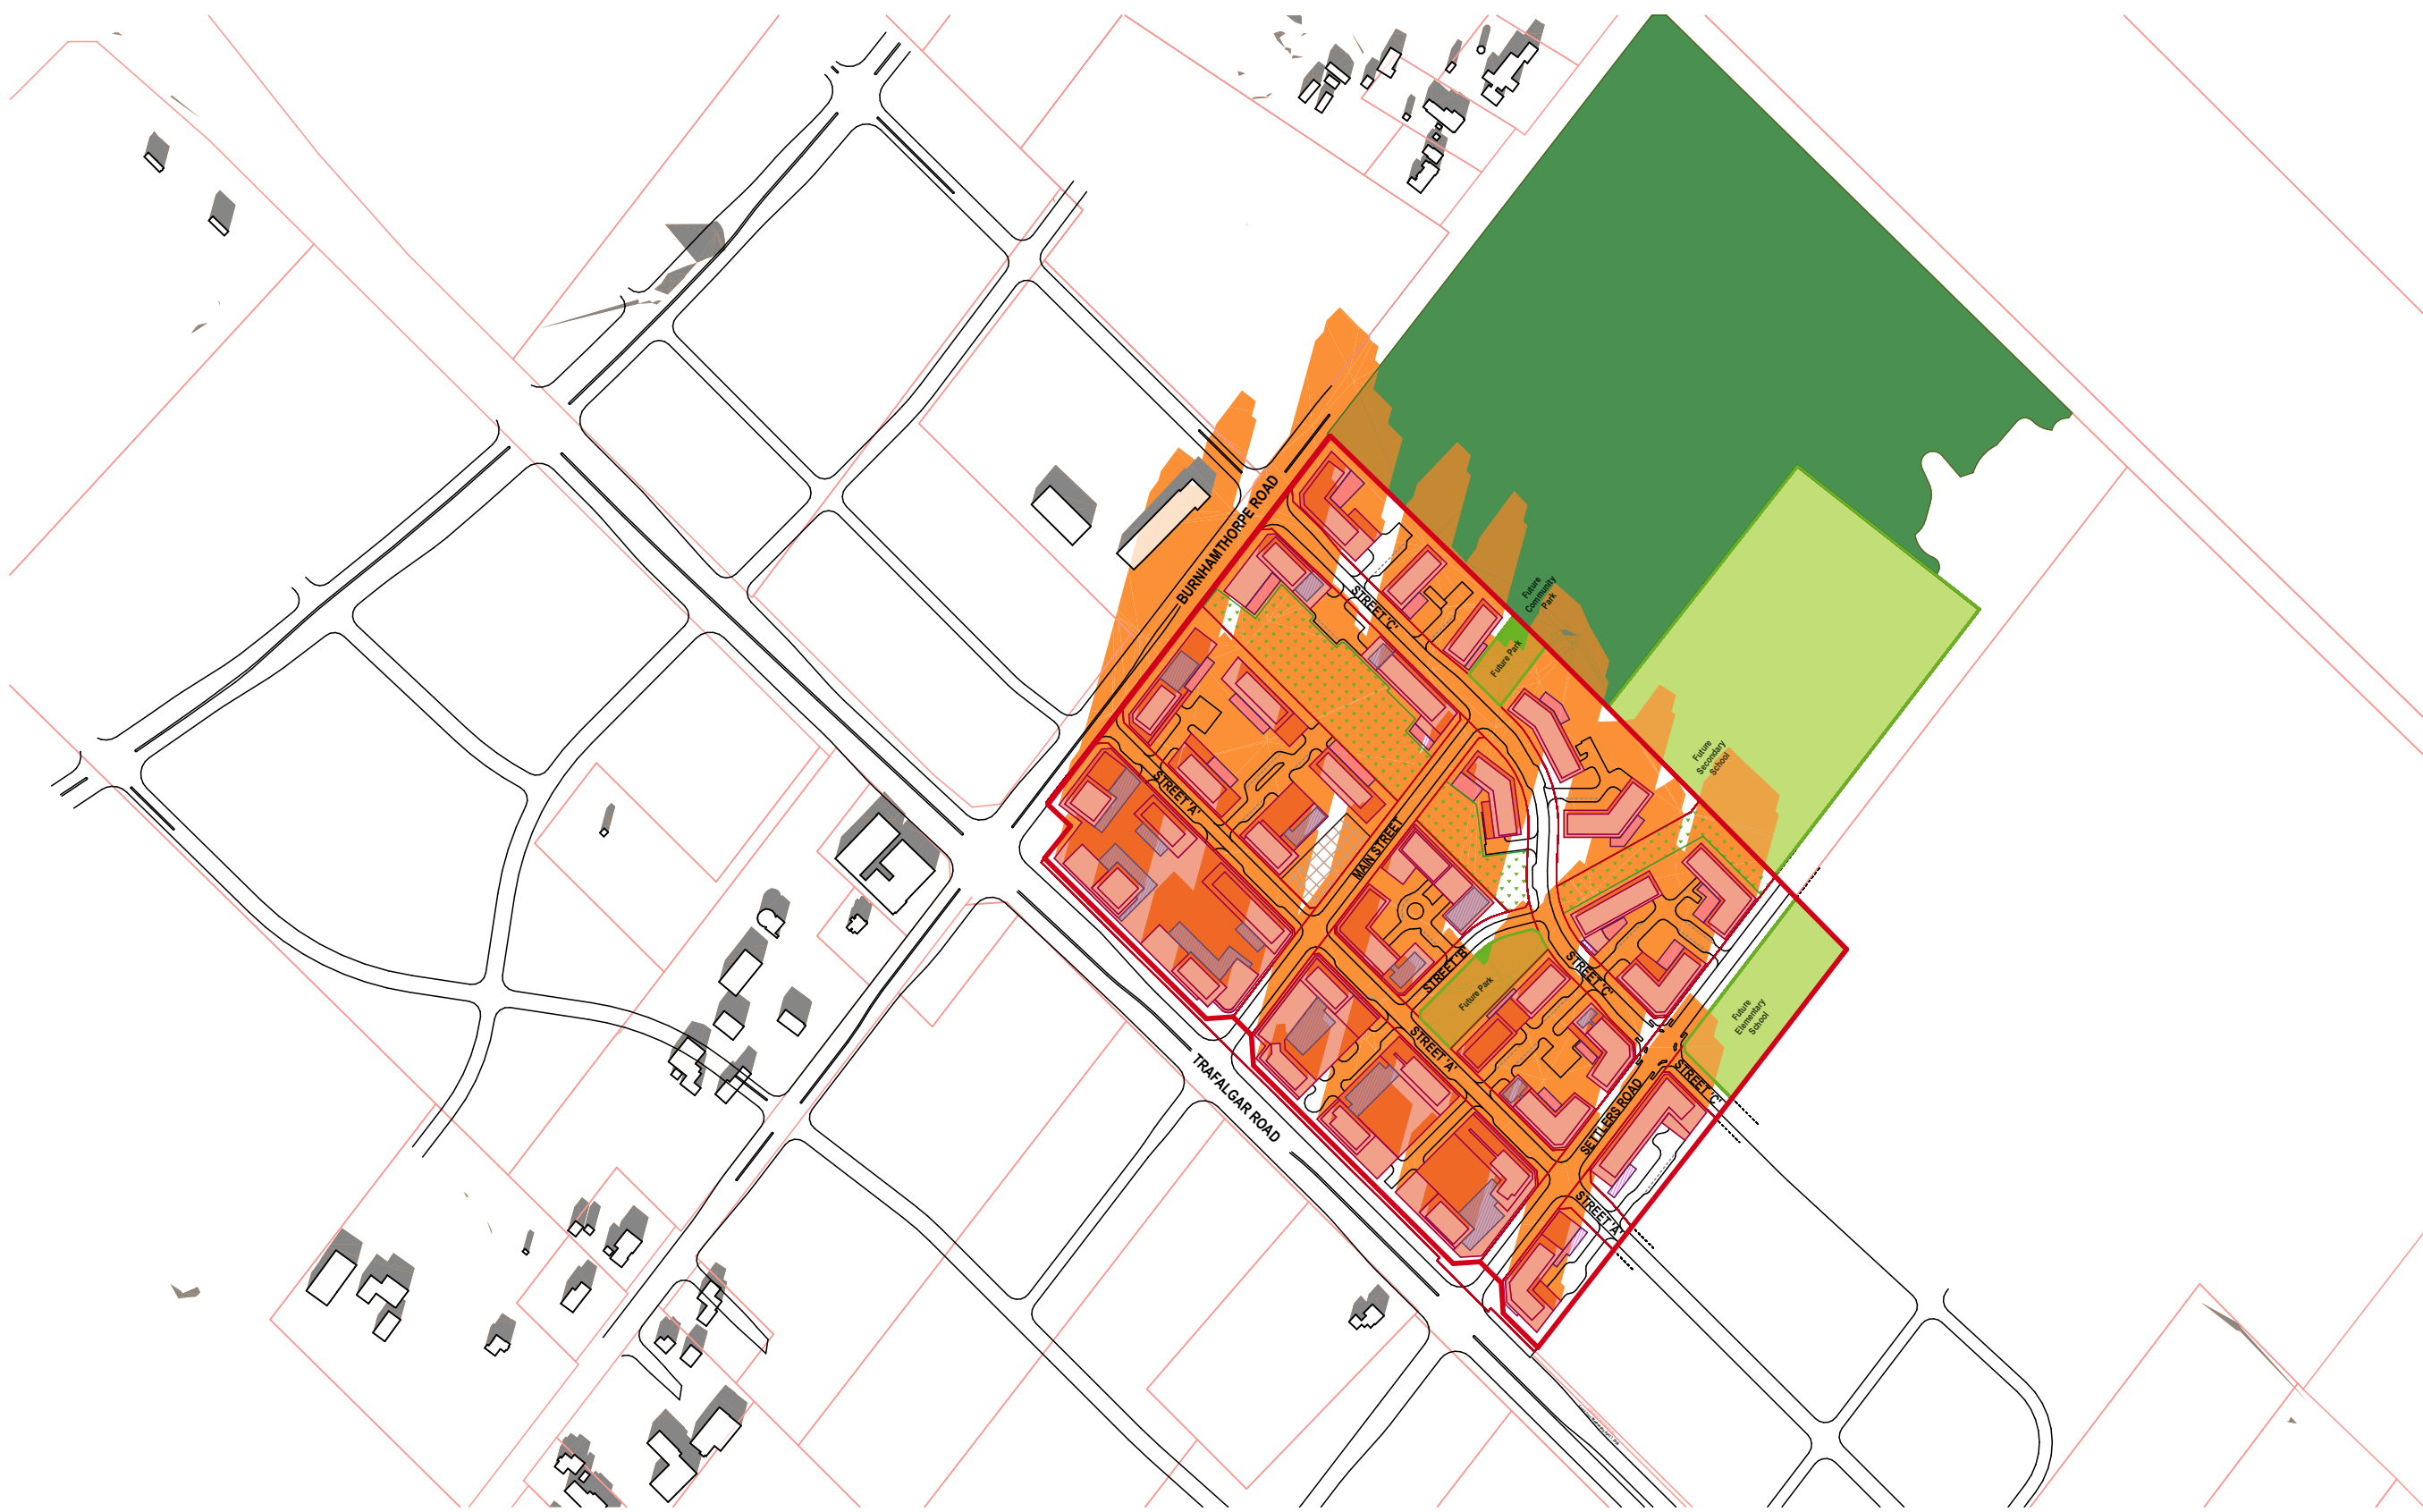 BURNHAMTHORPE ROAD
STREET 'C'
Future
Community
Park
Future Park
STREET 'A'
MAIN STREET
Future
Secondary
School
STREET 'B'
Future Park
STREET 'C'
Future
Elementary
School
STREET 'A'
TRAFALGAR ROAD
SETTLERS ROAD
STREET 'C'
STREET 'A'